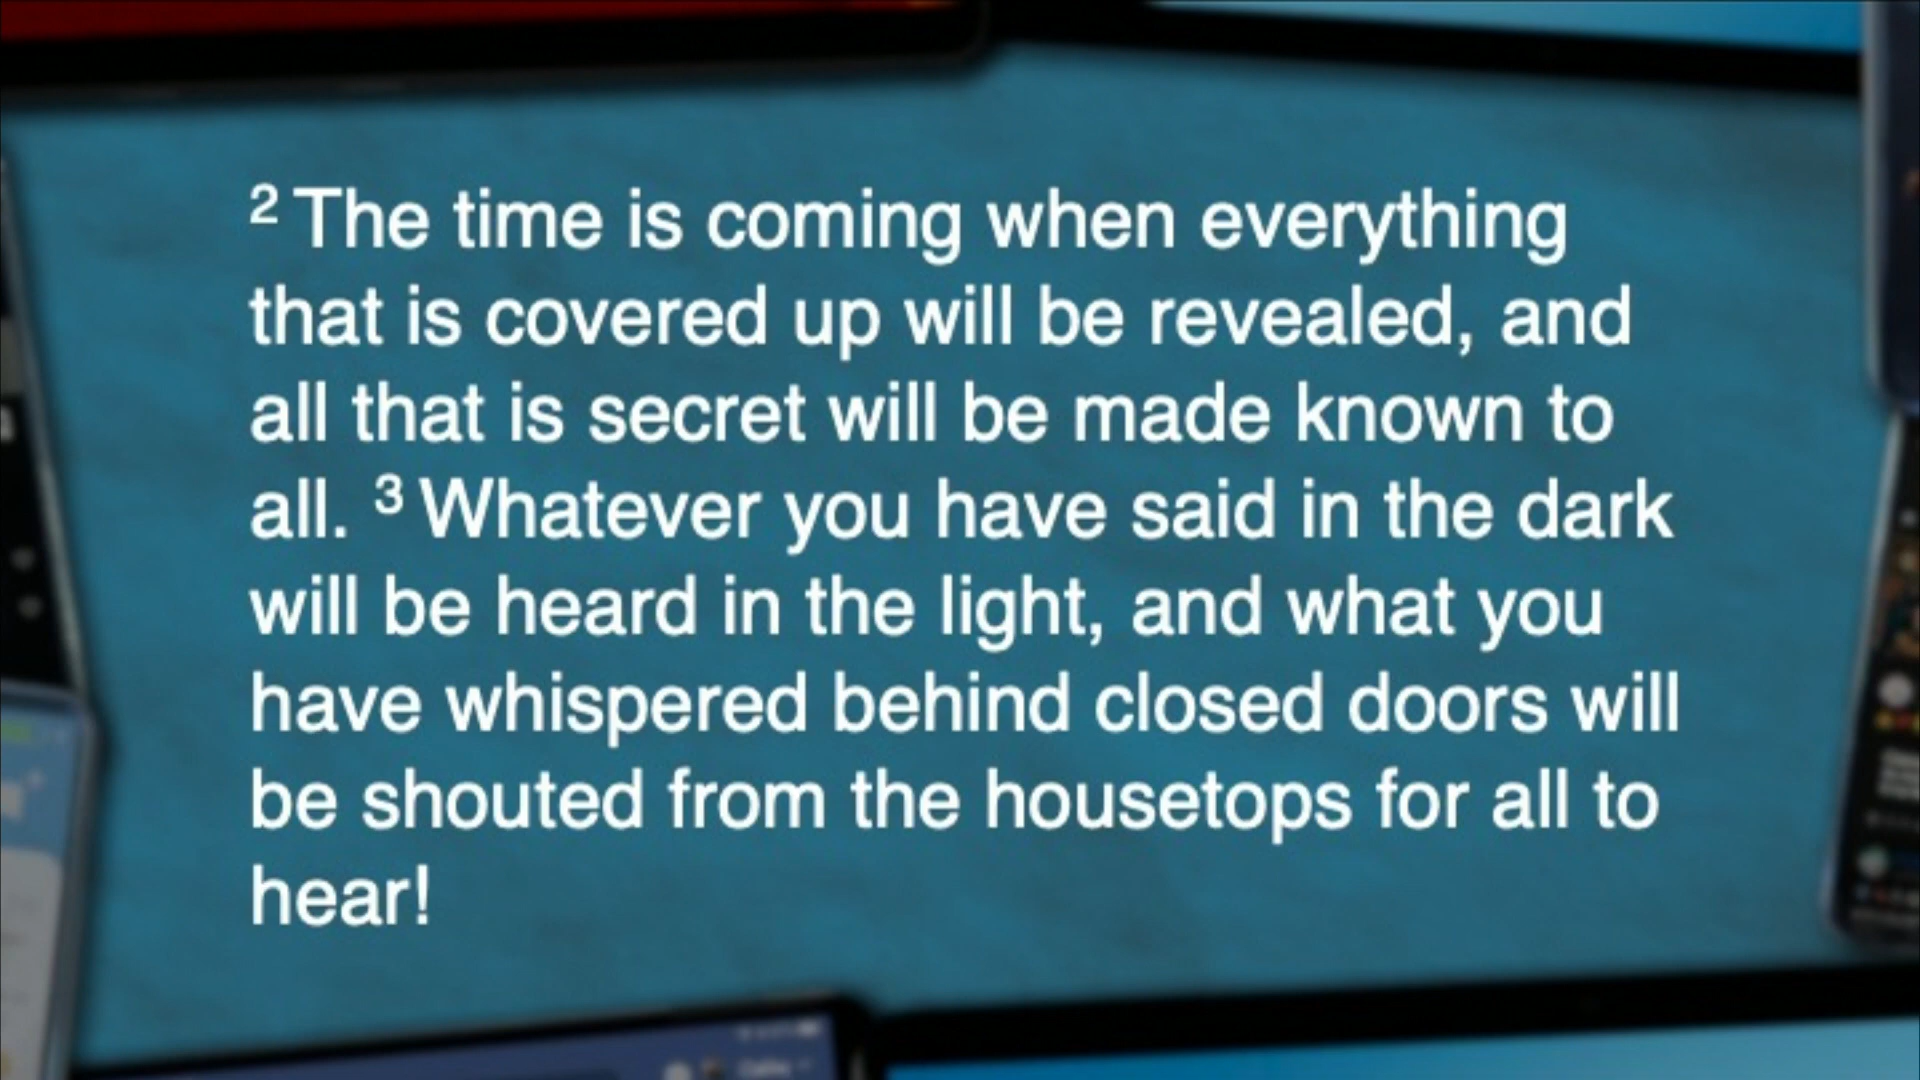 ² The time is coming when everything
that is covered up will be revealed, and
all that is secret will be made known to
all. ³ Whatever you have said in the dark
will be heard in the light, and what you
have whispered behind closed doors will
be shouted from the housetops for all to
hear!